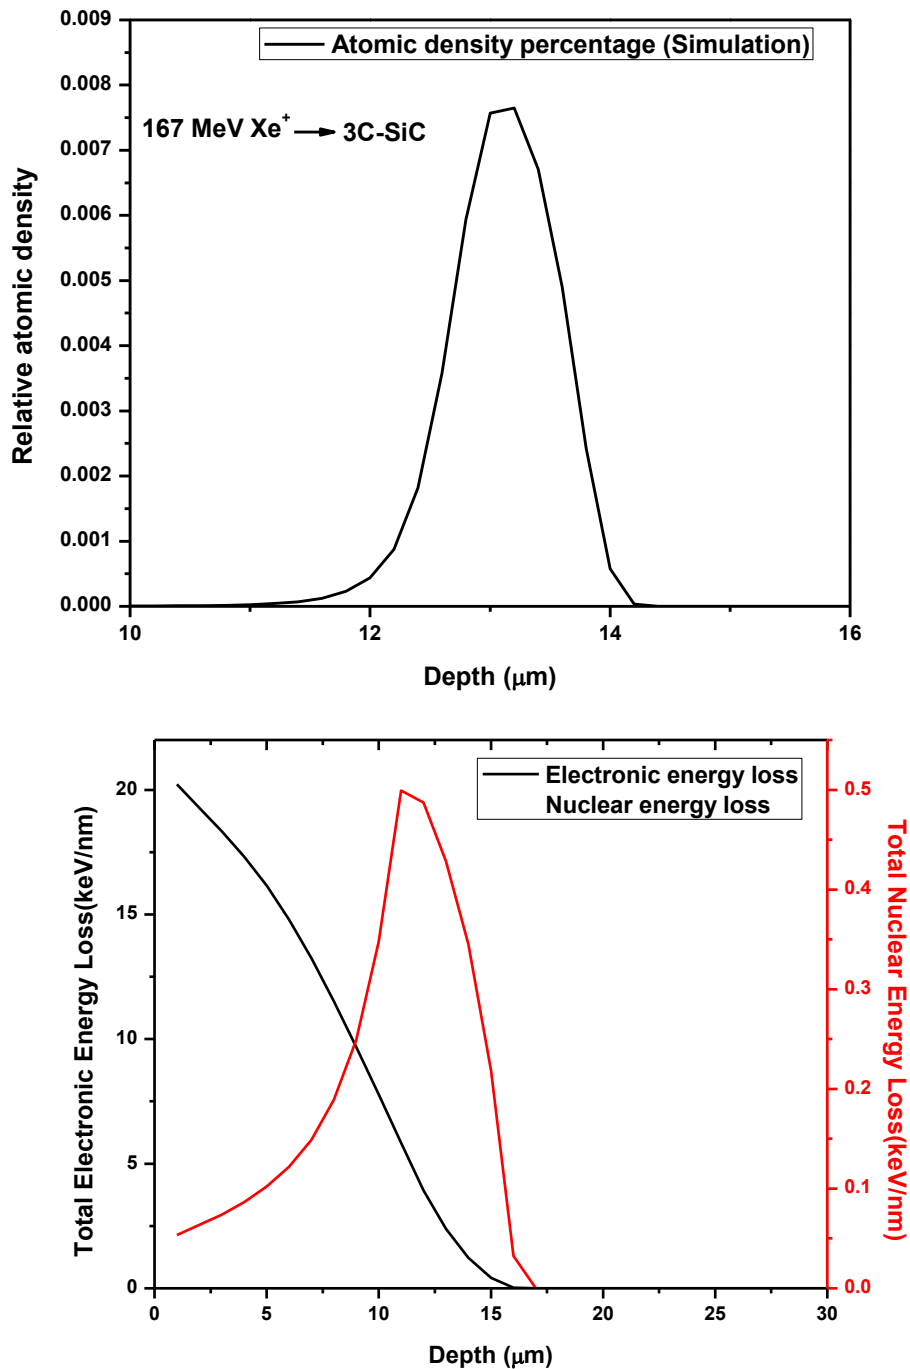 Atomic density percentage (Simulation)
167 MeV Xe+ → 3C-SiC
Relative atomic density
0.009
0.008
0.007
0.006
0.005
0.004
0.003
0.002
0.001
0.000
10 12 14 16
Depth (μm)
Electronic energy loss
Nuclear energy loss
Total Electronic Energy Loss(keV/nm)
20
15
10
5
0
Total Nuclear Energy Loss(keV/nm)
0.5
0.4
0.3
0.2
0.1
0.0
0 5 10 15 20 25 30
Depth (μm)